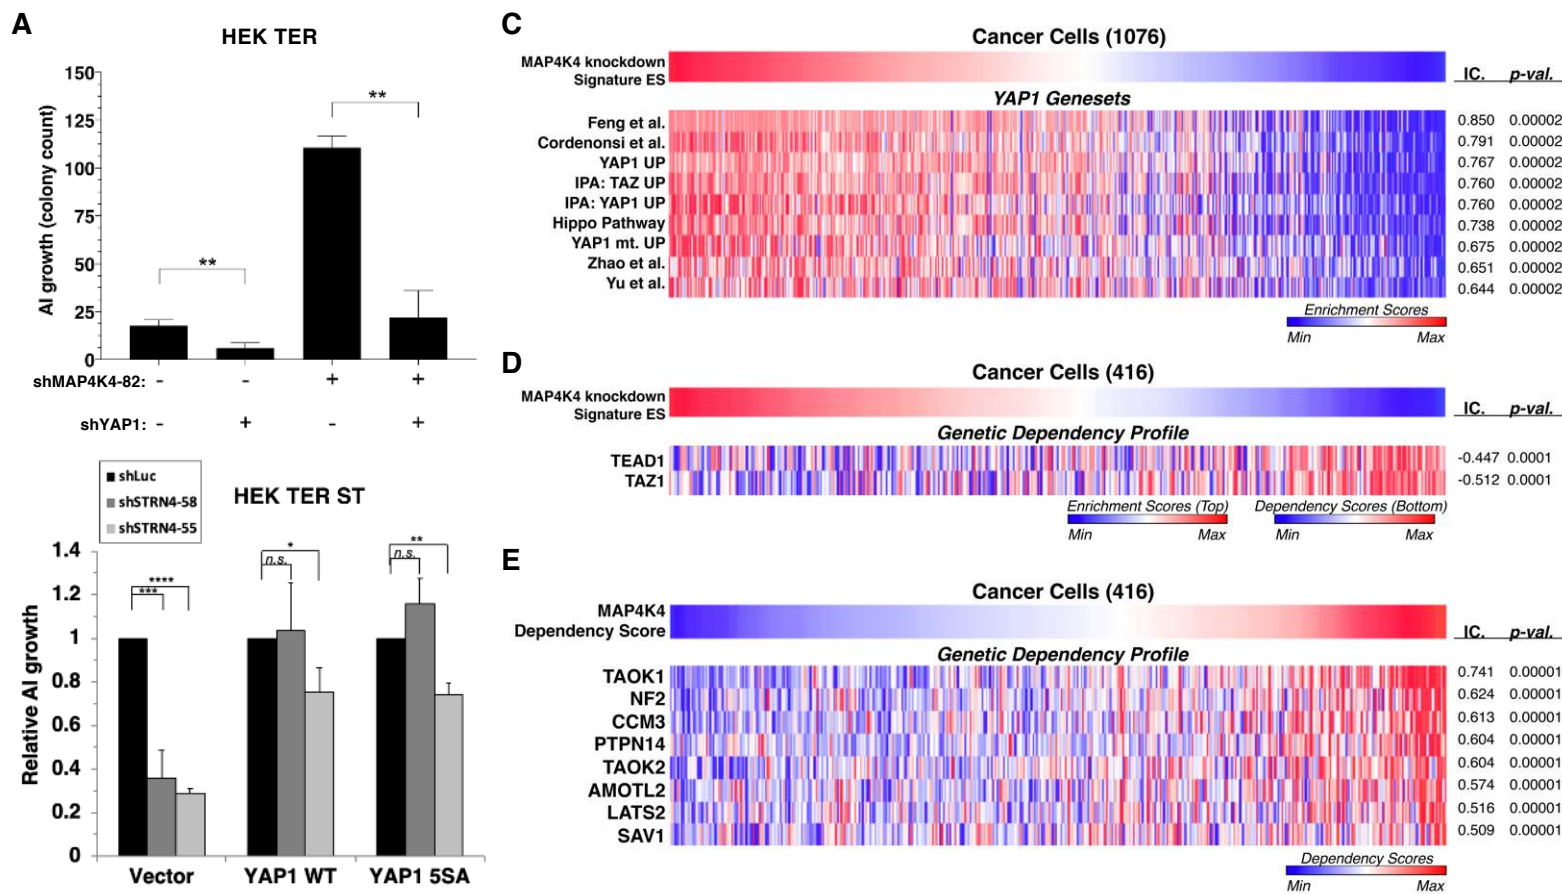 A
HEK TER
AI growth (colony count)
150
125
100
75
50
25
0
**
**
shMAP4K4-82: - - + +
shYAP1: - + - +
shLuc
shSTRN4-58
shSTRN4-55
HEK TER ST
Relative AI growth
1.4
1.2
1
0.8
0.6
0.4
0.2
0
****
***
*
n.s.
**
n.s.
Vector YAP1 WT YAP1 5SA
C
Cancer Cells (1076)
MAP4K4 knockdown
Signature ES
IC. p-val.
YAP1 Genesets
Feng et al. 0.850 0.00002
Cordenonsi et al. 0.791 0.00002
YAP1 UP 0.767 0.00002
IPA: TAZ UP 0.760 0.00002
IPA: YAP1 UP 0.760 0.00002
Hippo Pathway 0.738 0.00002
YAP1 mt. UP 0.675 0.00002
Zhao et al. 0.651 0.00002
Yu et al. 0.644 0.00002
Enrichment Scores
Min Max
D
Cancer Cells (416)
MAP4K4 knockdown
Signature ES
IC. p-val.
Genetic Dependency Profile
TEAD1 -0.447 0.0001
TAZ1 -0.512 0.0001
Enrichment Scores (Top) Dependency Scores (Bottom)
Min Max Min Max
E
Cancer Cells (416)
MAP4K4
Dependency Score
IC. p-val.
Genetic Dependency Profile
TAOK1 0.741 0.00001
NF2 0.624 0.00001
CCM3 0.613 0.00001
PTPN14 0.604 0.00001
TAOK2 0.604 0.00001
AMOTL2 0.574 0.00001
LATS2 0.516 0.00001
SAV1 0.509 0.00001
Dependency Scores
Min Max